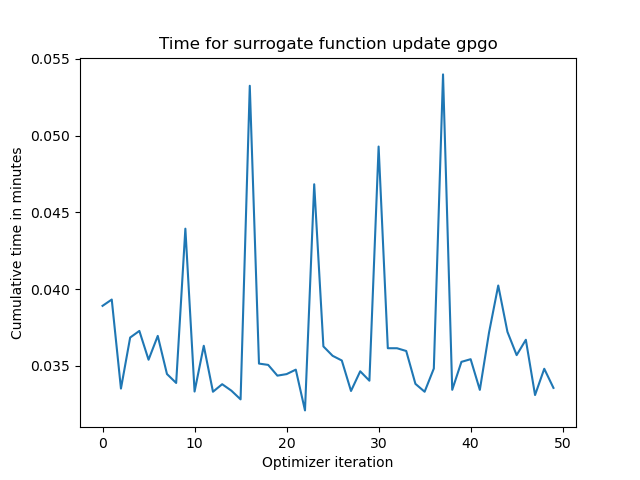 Time for surrogate function update gpgo
Cumulative time in minutes
0.055
0.050
0.045
0.040
0.035
0 10 20 30 40 50
Optimizer iteration